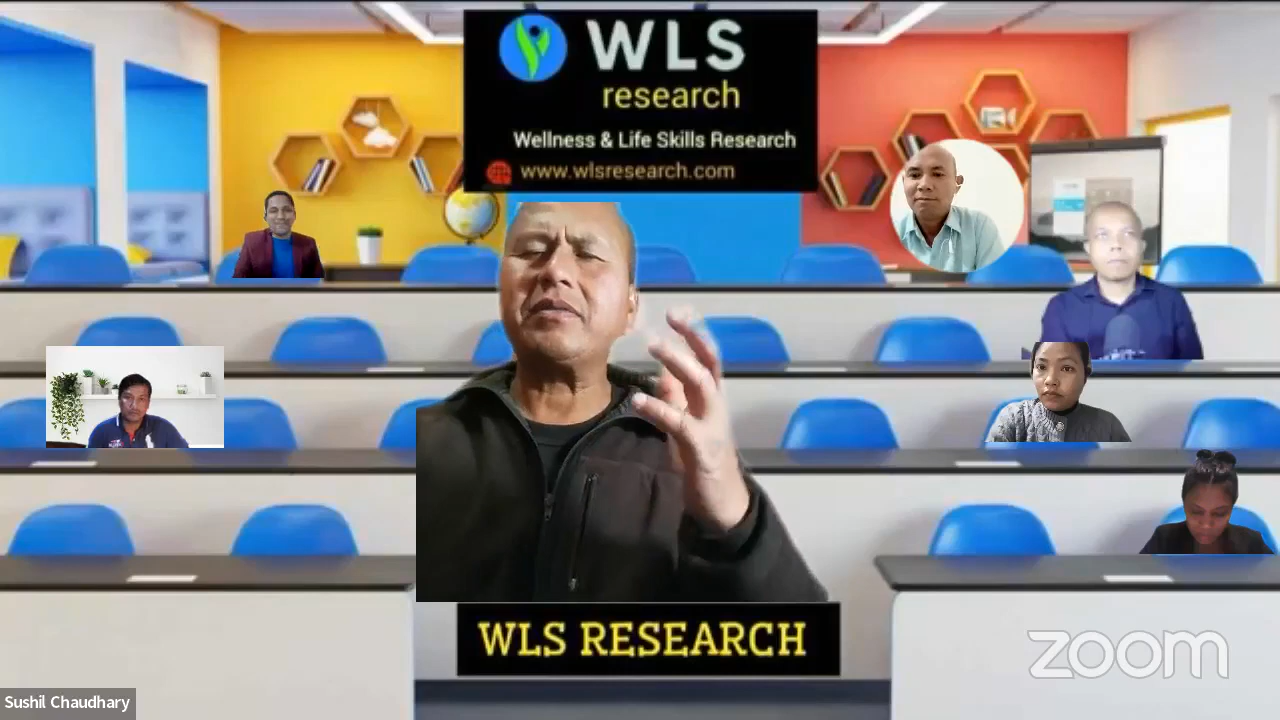 WLS
research
Wellness & Life Skills Research
www.wlsresearch.com
WLS RESEARCH
zoom
Sushil Chaudhary